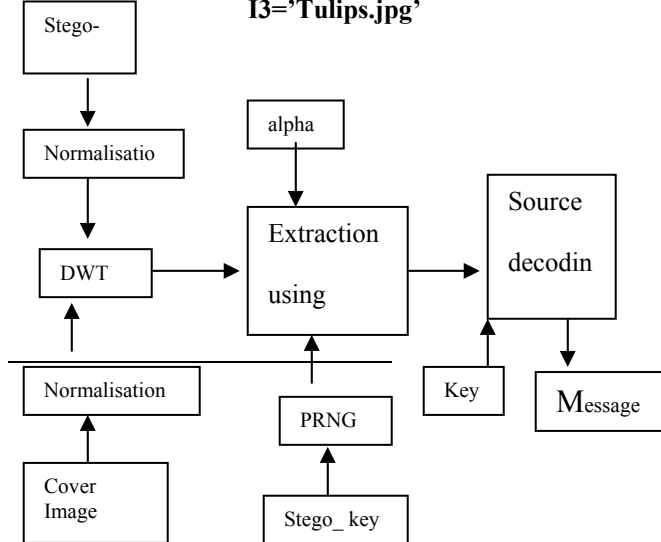 I3=’Tulips.jpg’
Stego-
Normalisatio
DWT
Normalisation
Cover
Image
alpha
Extraction
using
PRNG
Stego_ key
Source
decodin
Key
Message